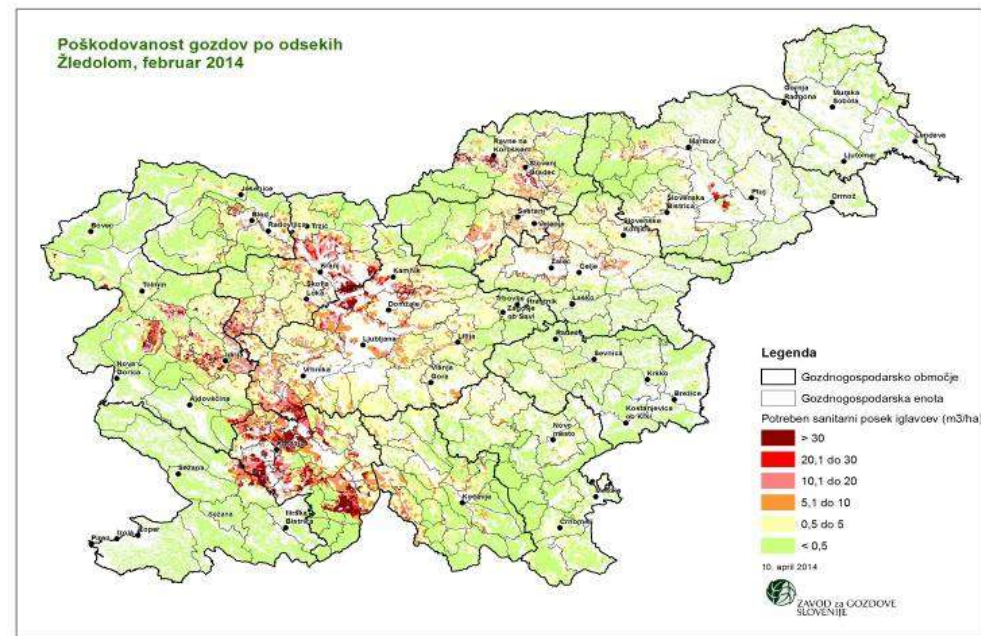 Poškodovanost gozdov po odsekih
Žledolom, februar 2014
Gornja
Radgona
Murska
Sobota
Lendava
Ljutomer
Ormož
Ptuj
Maribor
Ravne na
Koroškem
Slovenj
Gradec
Slovenska
Bistrica
Slovenske
Konjice
Šoštanj
Velenje
Žalec
Celje
Jesenice
Bled
Radovljica
Tržič
Bovec
Kranj
Škofja
Loka
Kamnik
Domžale
Tolmin
Trbovlje
Hrastnik
Zagorje
ob Savi
Laško
Radeče
Ljubljana
Litija
Idrija
Vrhnika
Višnja
Gora
Sevnica
Nova
Gorica
Krško
Brežice
Ajdovščina
Kostanjevica
ob Krki
Novo
mesto
Sežana
Kočevje
Sežana
Ilirska
Bistrica
Črnomelj
Koper
Izola
Piran
Legenda
Gozdnogospodarsko območje
Gozdnogospodarska enota
Potreben sanitarni posek iglavcev (m3/ha)
> 30
20,1 do 30
10,1 do 20
5,1 do 10
0,5 do 5
< 0,5
10. april 2014
ZAVOD za GOZDOVE
SLOVENIJE